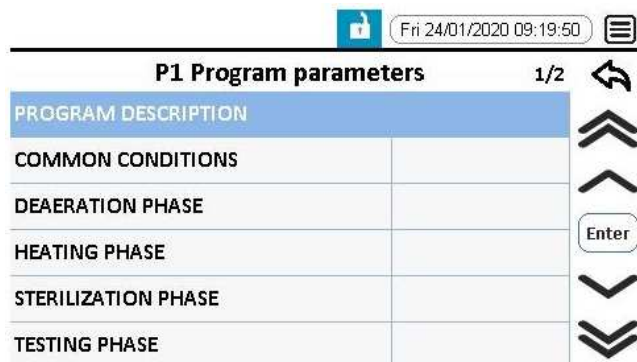 Fri 24/01/2020 09:19:50
P1 Program parameters 1/2
PROGRAM DESCRIPTION
COMMON CONDITIONS
DEAERATION PHASE
HEATING PHASE
Enter
STERILIZATION PHASE
TESTING PHASE